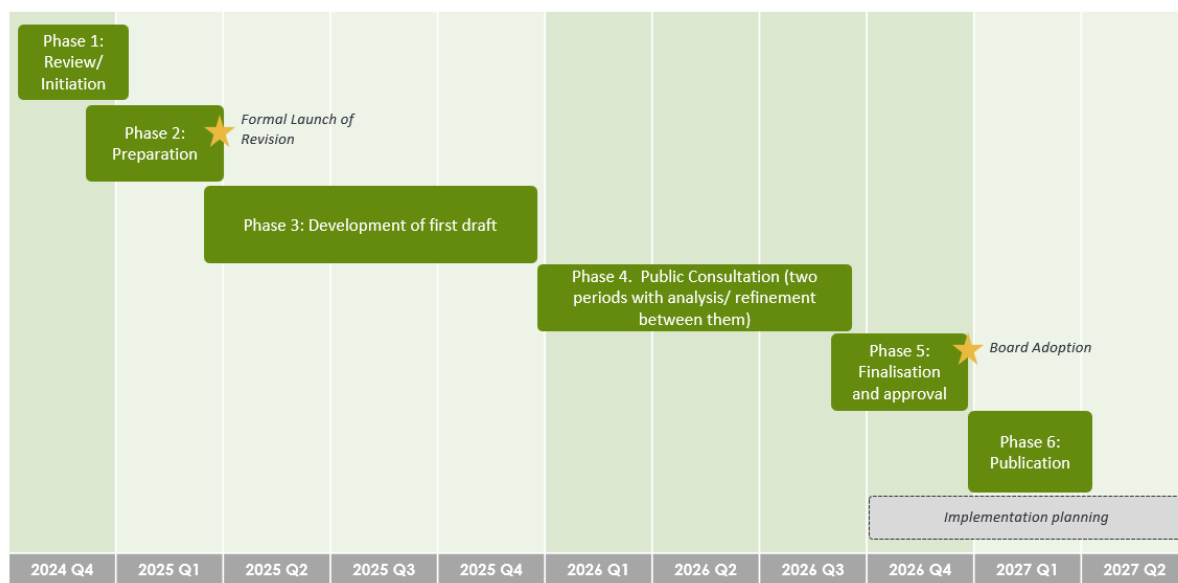 Phase 1:
Review/
Initiation
Phase 2:
Preparation
Formal Launch of
Revision
Phase 3: Development of first draft
Phase 4.  Public Consultation (two
periods with analysis/ refinement
between them)
Phase 5:
Finalisation
and approval
Board Adoption
Phase 6:
Publication
Implementation planning
2024 Q4
2025 Q1
2025 Q2
2025 Q3
2025 Q4
2026 Q1
2026 Q2
2026 Q3
2026 Q4
2027 Q1
2027 Q2